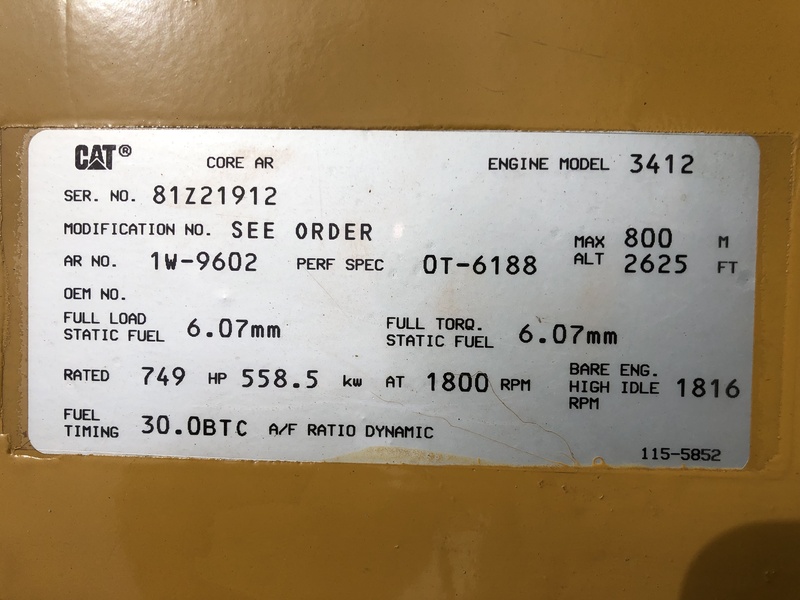 CAT® CORE AR ENGINE MODEL 3412
SER. NO. 81Z21912
MODIFICATION NO. SEE ORDER
MAX ALT 800 M
2625 FT
AR NO. 1W-9602 PERF SPEC 0T-6188
OEM NO.
FULL LOAD STATIC FUEL 6.07mm FULL TORQ. STATIC FUEL 6.07mm
RATED 749 HP 558.5 kw AT 1800 RPM BARE ENG. HIGH IDLE RPM 1816
FUEL TIMING 30.0BTC A/F RATIO DYNAMIC
115-5852